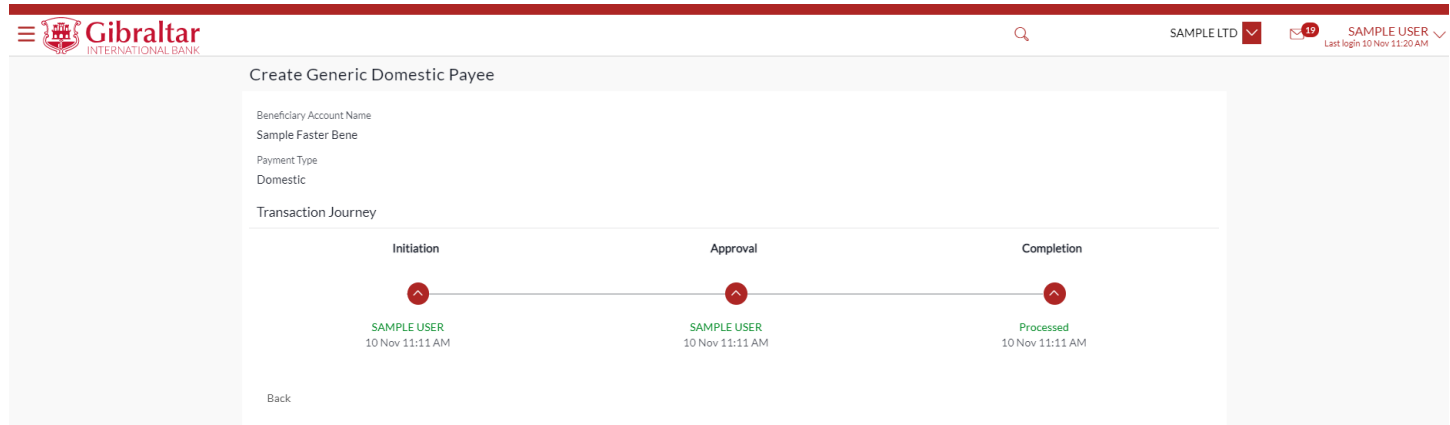 Gibraltar
INTERNATIONAL BANK
SAMPLE LTD
19
SAMPLE USER
Last login 10 Nov 11:20 AM
Create Generic Domestic Payee
Beneficiary Account Name
Sample Faster Bene
Payment Type
Domestic
Transaction Journey
Initiation Approval Completion
SAMPLE USER SAMPLE USER Processed
10 Nov 11:11 AM 10 Nov 11:11 AM 10 Nov 11:11 AM
Back